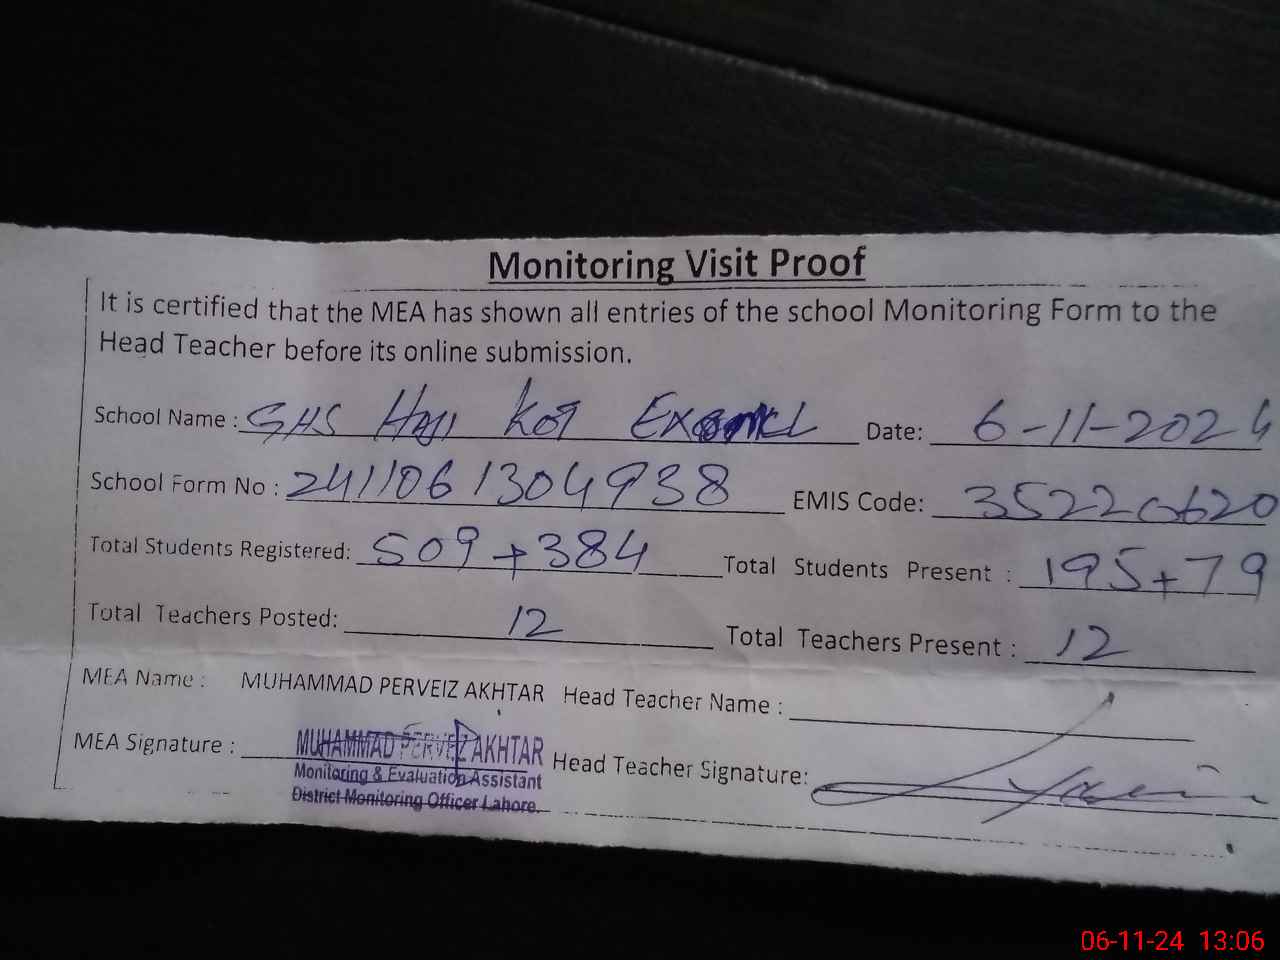 Monitoring Visit Proof
It is certified that the MEA has shown all entries of the school Monitoring Form to the
Head Teacher before its online submission.
School Name : GHS Haji Kot Date: 6-11-2024
School Form No : 2411061304938 EMIS Code: 35220620
Total Students Registered: 509+384 Total Students Present : 195+79
Total Teachers Posted: 12 Total Teachers Present : 12
MEA Name : MUHAMMAD PERVEIZ AKHTAR Head Teacher Name :
MEA Signature : MUHAMMAD PERVEIZ AKHTAR Head Teacher Signature:
Monitoring & Evaluation Assistant
District Monitoring Officer Lahore.
06-11-24 13:06